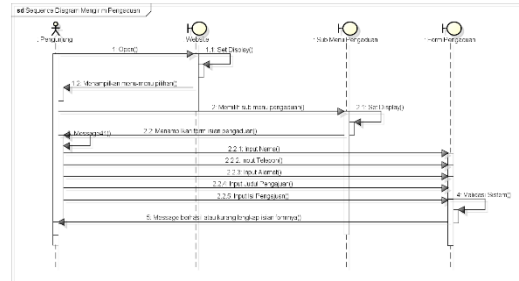 sd Sequence Diagram Mengirim Pengaduan
: Pengunjung
Website
: Sub Menu Pengaduan
: Form Pengaduan
1: Open()
1.1: Set Display()
1.2: Menampilkan menu-menu pilihan()
2: Memilih sub menu pengaduan()
2.1: Set Display()
2.2: Menampilkan form isian pengaduan()
2.2.1: Input Nama()
2.2.2: Input Telepon()
2.2.3: Input Alamat()
2.2.4: Input Judul Pengajuan()
2.2.5: Input Isi Pengajuan()
4: Validasi Sistem()
5: Message berhasil atau kurang lengkap isian formnya()